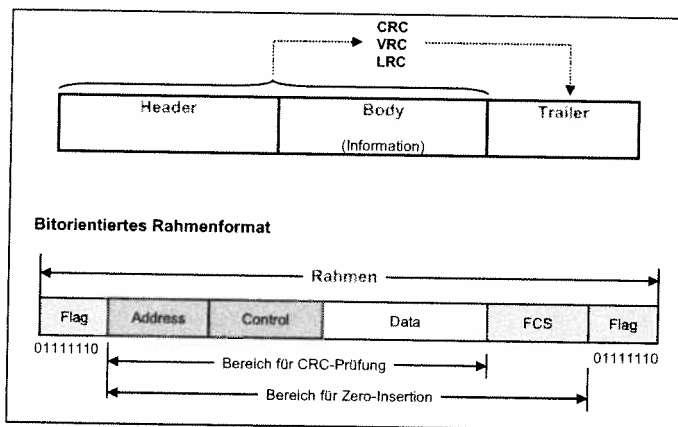 CRC
VRC
LRC
Header Body Trailer
(Information)
Bitorientiertes Rahmenformat
Rahmen
Flag Address Control Data FCS Flag
01111110 01111110
Bereich für CRC-Prüfung
Bereich für Zero-Insertion